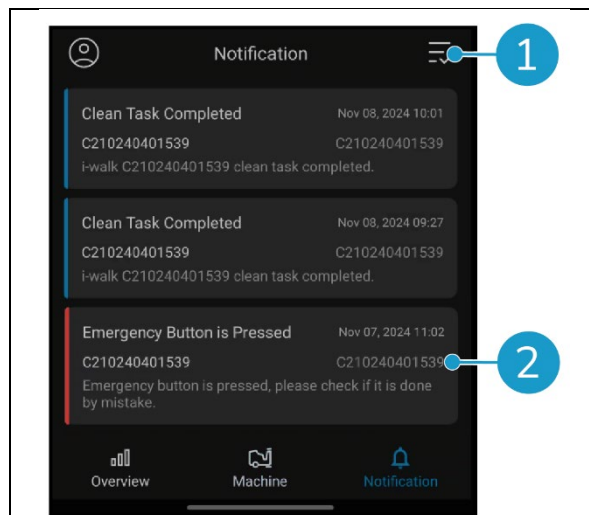 Notification
1
Clean Task Completed Nov 08, 2024 10:01
C210240401539 C210240401539
i-walk C210240401539 clean task completed.
Clean Task Completed Nov 08, 2024 09:27
C210240401539 C210240401539
i-walk C210240401539 clean task completed.
Emergency Button is Pressed Nov 07, 2024 11:02
C210240401539 C210240401539
2
Emergency button is pressed, please check if it is done
by mistake.
Overview Machine Notification